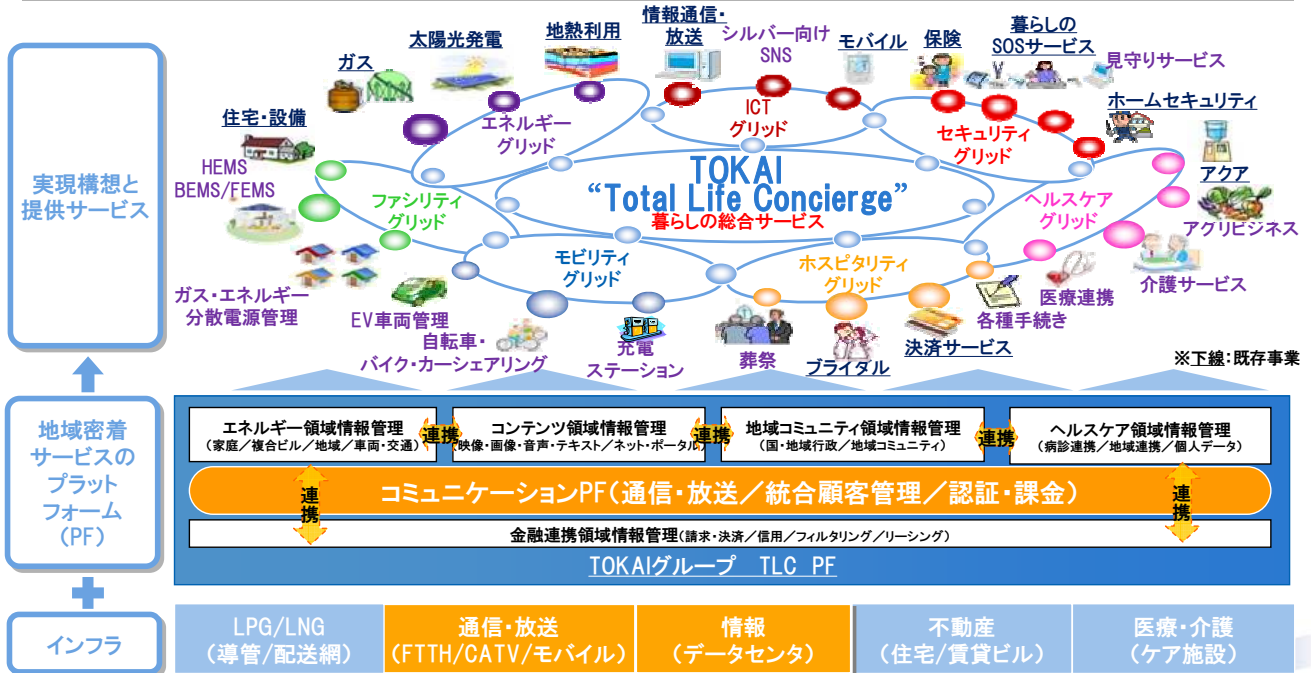 実現構想と
提供サービス
情報通信・
放送
シルバー向け
SNS
モバイル
保険
暮らしの
SOSサービス
見守りサービス
太陽光発電
地熱利用
ガス
ホームセキュリティ
住宅・設備
エネルギー
グリッド
ICT
グリッド
セキュリティ
グリッド
HEMS
BEMS/FEMS
ファシリティ
グリッド
TOKAI
“Total Life Concierge”
暮らしの総合サービス
ヘルスケア
グリッド
アクア
アグリビジネス
モビリティ
グリッド
ホスピタリティ
グリッド
ガス・エネルギー
分散電源管理
EV車両管理
自転車・
バイク・カーシェアリング
充電
ステーション
葬祭
ブライダル
決済サービス
各種手続き
医療連携
介護サービス
※下線:既存事業
地域密着
サービスの
プラット
フォーム
(PF)
エネルギー領域情報管理
(家庭/複合ビル/地域/車両・交通)
連携
コンテンツ領域情報管理
(映像・画像・音声・テキスト/ネット・ポータル)
連携
地域コミュニティ領域情報管理
(国・地域行政/地域コミュニティ)
連携
ヘルスケア領域情報管理
(病診連携/地域連携/個人データ)
連携
コミュニケーションPF(通信・放送/統合顧客管理/認証・課金)
連携
金融連携領域情報管理(請求・決済/信用/フィルタリング/リーシング)
TOKAIグループ TLC PF
インフラ
LPG/LNG
(導管/配送網)
通信・放送
(FTTH/CATV/モバイル)
情報
(データセンタ)
不動産
(住宅/賃貸ビル)
医療・介護
(ケア施設)